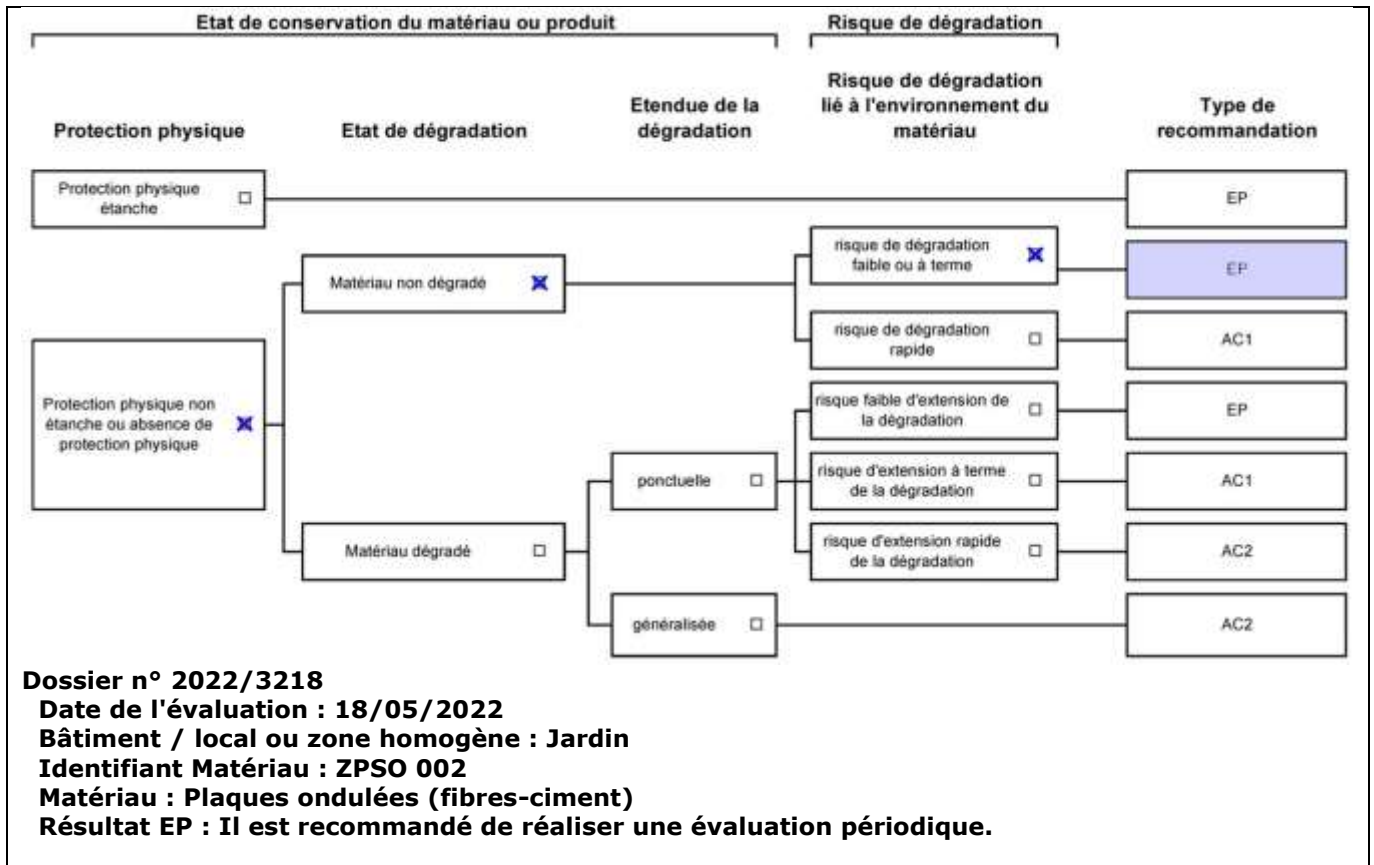 Etat de conservation du matériau ou produit
Risque de dégradation
Protection physique
Etat de dégradation
Etendue de la
dégradation
Risque de dégradation
lié à l'environnement du
matériau
Type de
recommandation
Protection physique
étanche
EP
risque de dégradation
faible ou à terme
EP
Matériau non dégradé
risque de dégradation
rapide
AC1
Protection physique non
étanche ou absence de
protection physique
risque faible d'extension de
la dégradation
EP
ponctuelle
risque d'extension à terme
de la dégradation
AC1
Matériau dégradé
risque d'extension rapide
de la dégradation
AC2
généralisée
AC2
Dossier n° 2022/3218
Date de l'évaluation : 18/05/2022
Bâtiment / local ou zone homogène : Jardin
Identifiant Matériau : ZPSO 002
Matériau : Plaques ondulées (fibres-ciment)
Résultat EP : Il est recommandé de réaliser une évaluation périodique.